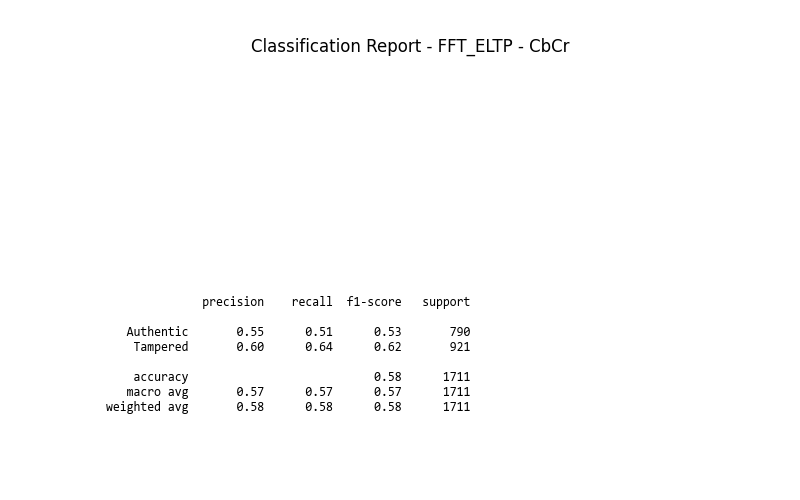 Classification Report - FFT_ELTP - CbCr
precision recall f1-score support
Authentic 0.55 0.51 0.53 790
Tampered 0.60 0.64 0.62 921
accuracy 0.58 1711
macro avg 0.57 0.57 0.57 1711
weighted avg 0.58 0.58 0.58 1711